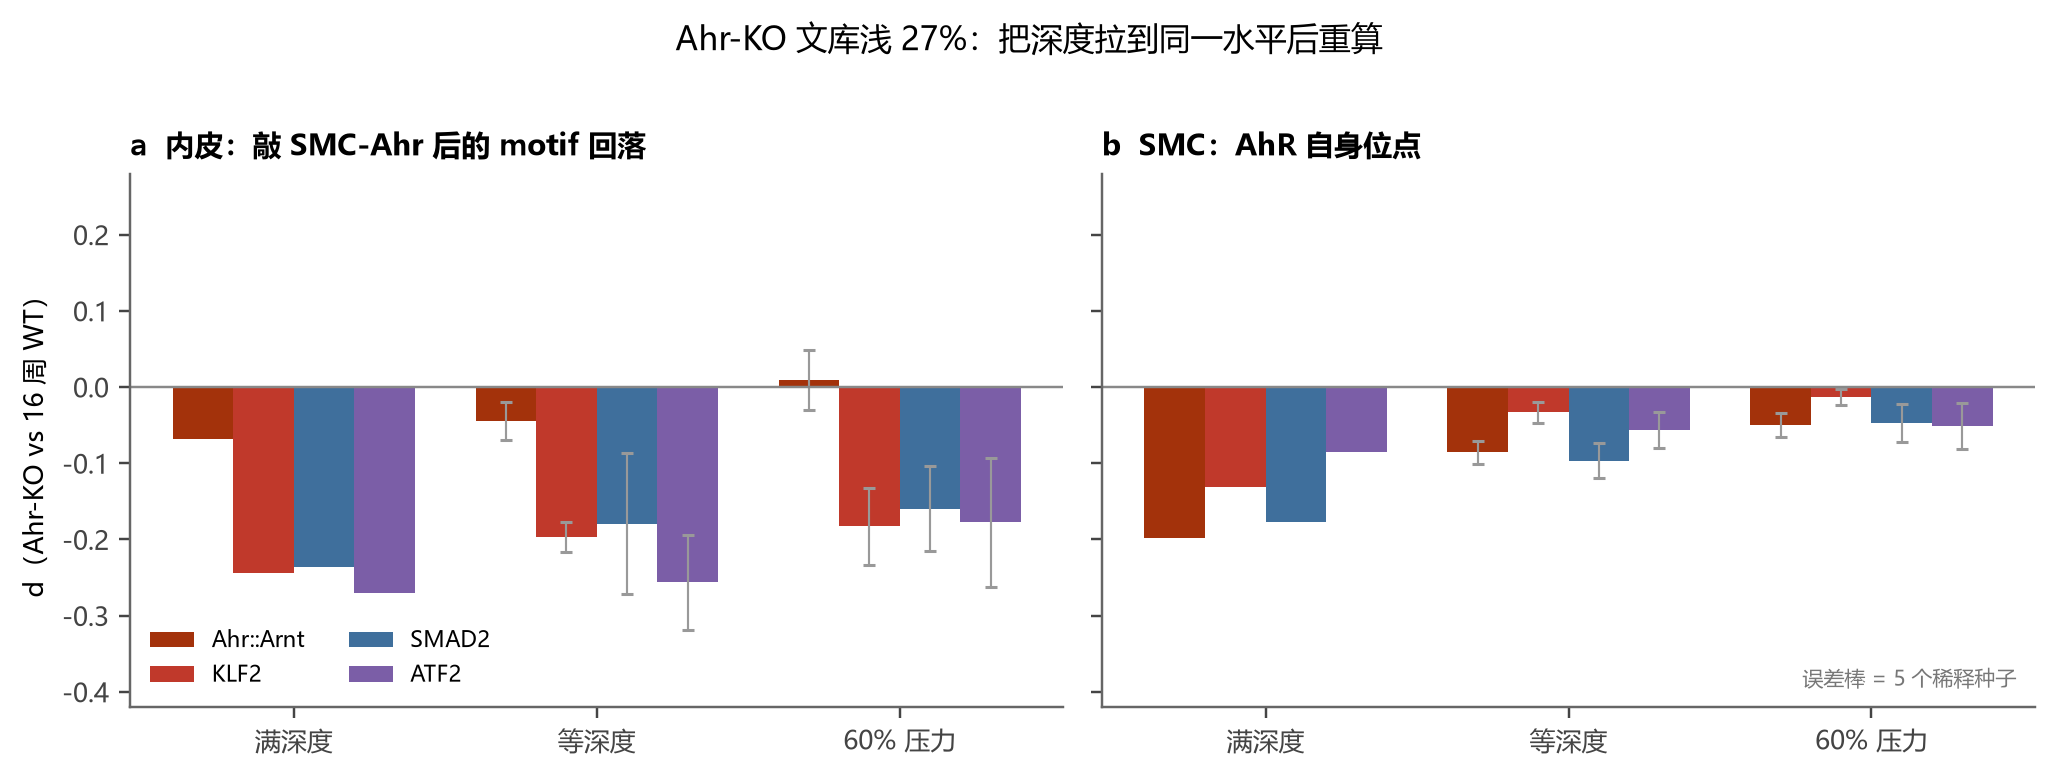 Ahr-KO 文库浅 27%：把深度拉到同一水平后重算
a 内皮：敲 SMC-Ahr 后的 motif 回落
d（Ahr-KO vs 16 周 WT）
0.2
0.1
0.0
-0.1
-0.2
-0.3
-0.4
Ahr::Arnt
KLF2
SMAD2
ATF2
满深度
等深度
60% 压力
b SMC：AhR 自身位点
误差棒 = 5 个稀释种子
满深度
等深度
60% 压力